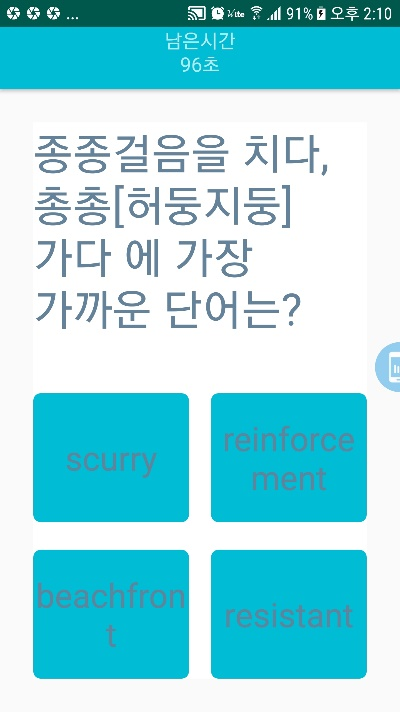 ... 91% 오후 2:10
남은시간
96초
종종걸음을 치다,
총총[허둥지둥]
가다 에 가장
가까운 단어는?
scurry
reinforce
ment
beachfron
t
resistant